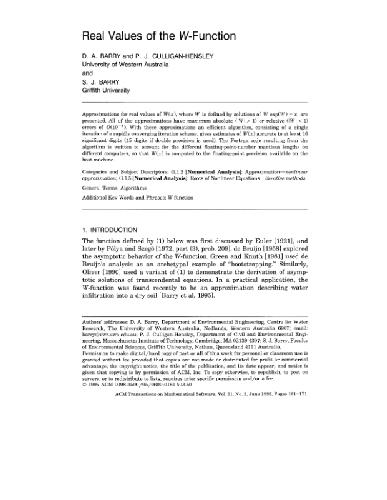 Real Values of the W-Function
D. A. BARRY and P. J. CULLIGAN-HENSLEY
University of Western Australia
and
S. J. BARRY
Griffith University
Approximations for real values of W(x), where W is defined by solutions of W exp(W) = x, are
presented. All of the approximations have maximum absolute (|W| > 1) or relative (|W| < 1)
errors of O(10⁻⁴). With these approximations an efficient algorithm, consisting of a single
iteration of a rapidly converging iteration scheme, gives estimates of W(x) accurate to at least 16
significant digits (15 digits if double precision is used). The Fortran code resulting from the
algorithm is written to account for the different floating-point-number mantissa lengths on
different computers, so that W(x) is computed to the floating-point precision available on the
host machine.
Categories and Subject Descriptors: G.1.2 [Numerical Analysis]: Approximation—nonlinear
approximation; G.1.5 [Numerical Analysis]: Roots of Nonlinear Equations—iterative methods
General Terms: Algorithms
Additional Key Words and Phrases: W-function
1. INTRODUCTION
The function defined by (1) below was first discussed by Euler [1921], and
later by Pólya and Szegö [1972, part III, prob. 209]. de Bruijn [1958] explored
the asymptotic behavior of the W-function. Green and Knuth [1981] used de
Bruijn's analysis as an archetypal example of "bootstrapping." Similarly,
Olver [1990] used a variant of (1) to demonstrate the derivation of asymp-
totic solutions of transcendental equations. In a practical application, the
W-function was found recently to be an approximation describing water
infiltration into a dry soil [Barry et al. 1993].
Authors' addresses: D. A. Barry, Department of Environmental Engineering, Centre for Water
Research, The University of Western Australia, Nedlands, Western Australia 6907; email:
P. J. Culligan-Hensley, Department of Civil and Environmental Engi-
neering, Massachusetts Institute of Technology, Cambridge, MA 02139-4307; S. J. Barry, Faculty
of Environmental Sciences, Griffith University, Nathan, Queensland 4111 Australia.
Permission to make digital/hard copy of part or all of this work for personal or classroom use is
granted without fee provided that copies are not made or distributed for profit or commercial
advantage, the copyright notice, the title of the publication, and its date appear, and notice is
given that copying is by permission of ACM, Inc. To copy otherwise, to republish, to post on
servers, or to redistribute to lists, requires prior specific permission and/or a fee.
© 1995 ACM
ACM Transactions on Mathematical Software, Vol. 21, No. 2, June 1995, Pages 161–171